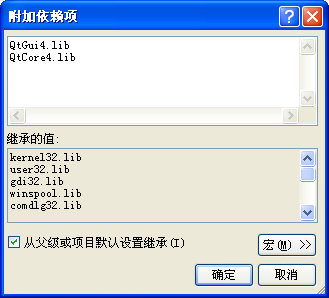 附加依赖项
QtGui4.lib
QtCore4.lib
继承的值:
kernel32.lib
user32.lib
gdi32.lib
winspool.lib
comdlg32.lib
从父级或项目默认设置继承(I)
宏(M) >>
确定
取消